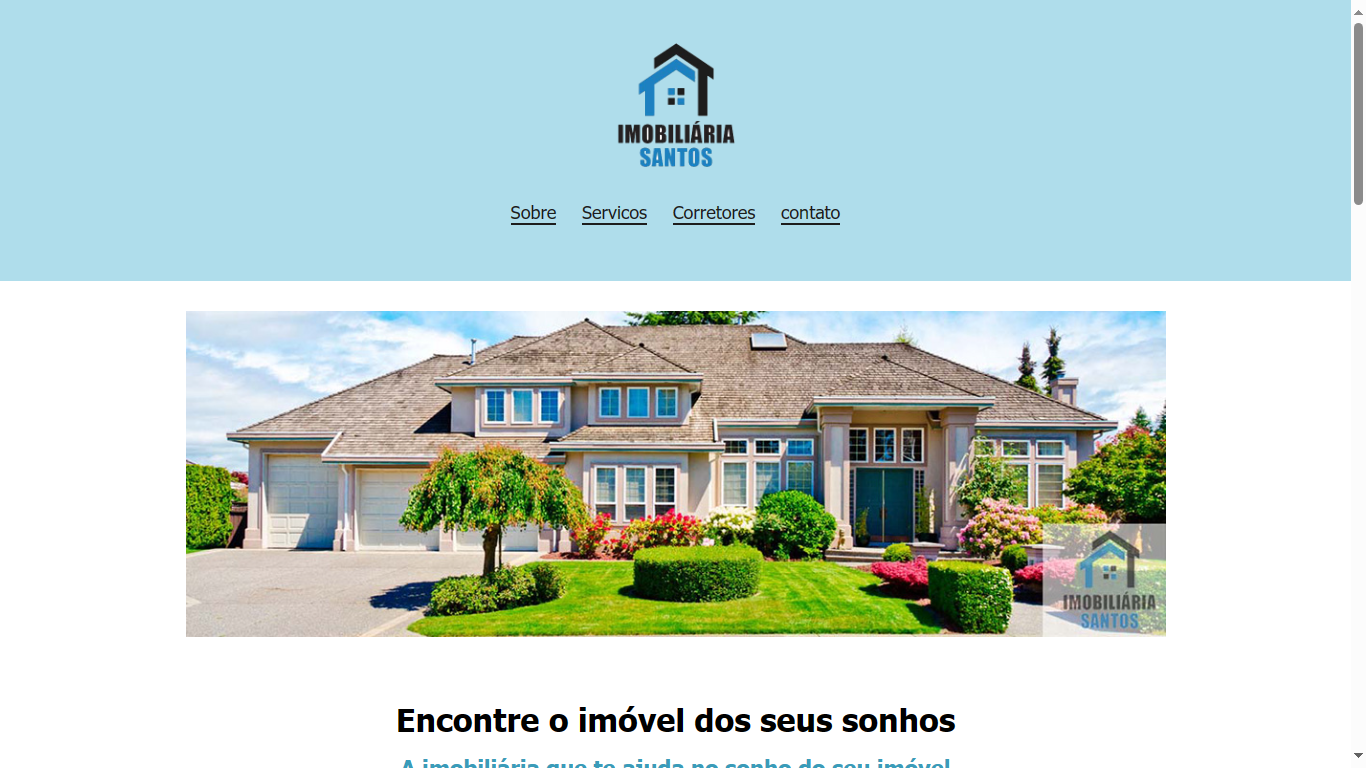 IMOBILIÁRIA
SANTOS
Sobre Servicos Corretores contato
IMOBILIÁRIA
SANTOS
Encontre o imóvel dos seus sonhos
A imobiliária que te ajuda no sonho do seu imóvel